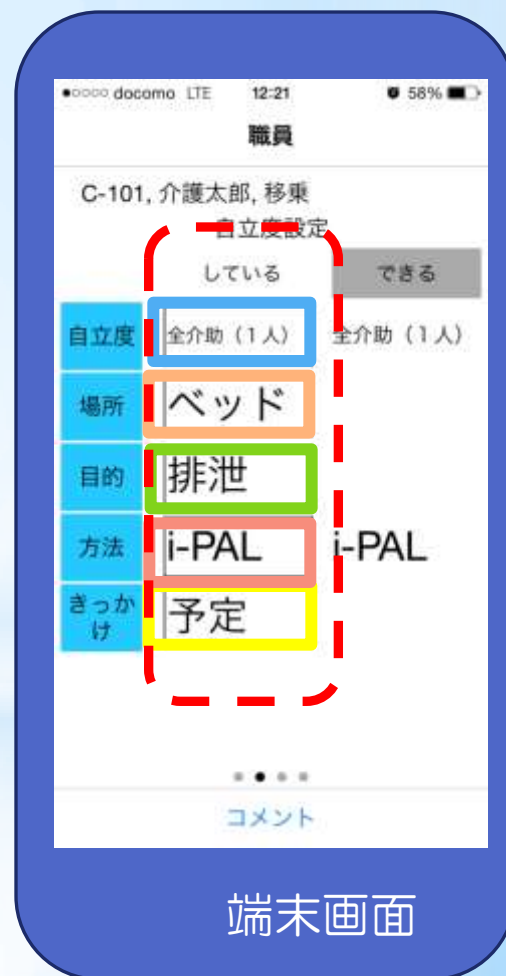 docomo LTE 12:21 58%
職員
C-101, 介護太郎, 移乗
自立度設定
している できる
自立度 全介助（1人） 全介助（1人）
場所 ベッド
目的 排泄
方法 i-PAL i-PAL
きっか
け 予定
コメント
端末画面